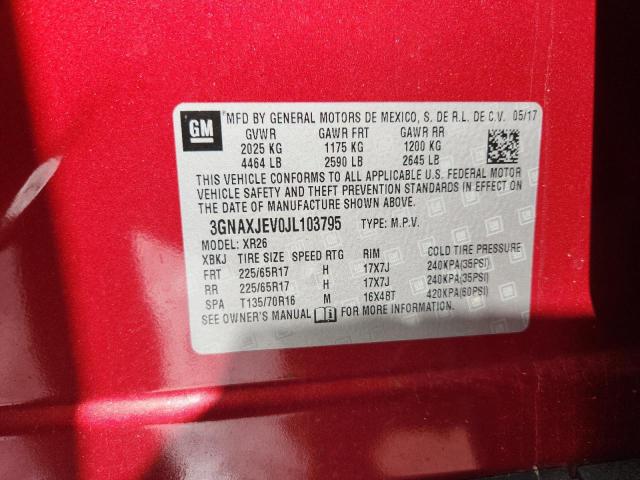 MFD BY GENERAL MOTORS DE MEXICO, S. DE R.L. DE C.V. 05/17
GM
GVWR GAWR FRT GAWR RR
2025 KG 1175 KG 1200 KG
4464 LB 2590 LB 2645 LB
THIS VEHICLE CONFORMS TO ALL APPLICABLE U.S. FEDERAL MOTOR
VEHICLE SAFETY AND THEFT PREVENTION STANDARDS IN EFFECT ON
THE DATE OF MANUFACTURE SHOWN ABOVE.
3GNAXJEV0JL103795 TYPE: M.P.V.
MODEL: XR26
XBKJ TIRE SIZE SPEED RTG RIM COLD TIRE PRESSURE
FRT 225/65R17 H 17X7J 240KPA(35PSI)
RR 225/65R17 H 17X7J 240KPA(35PSI)
SPA T135/70R16 M 16X4BT 420KPA(60PSI)
SEE OWNER'S MANUAL FOR MORE INFORMATION.